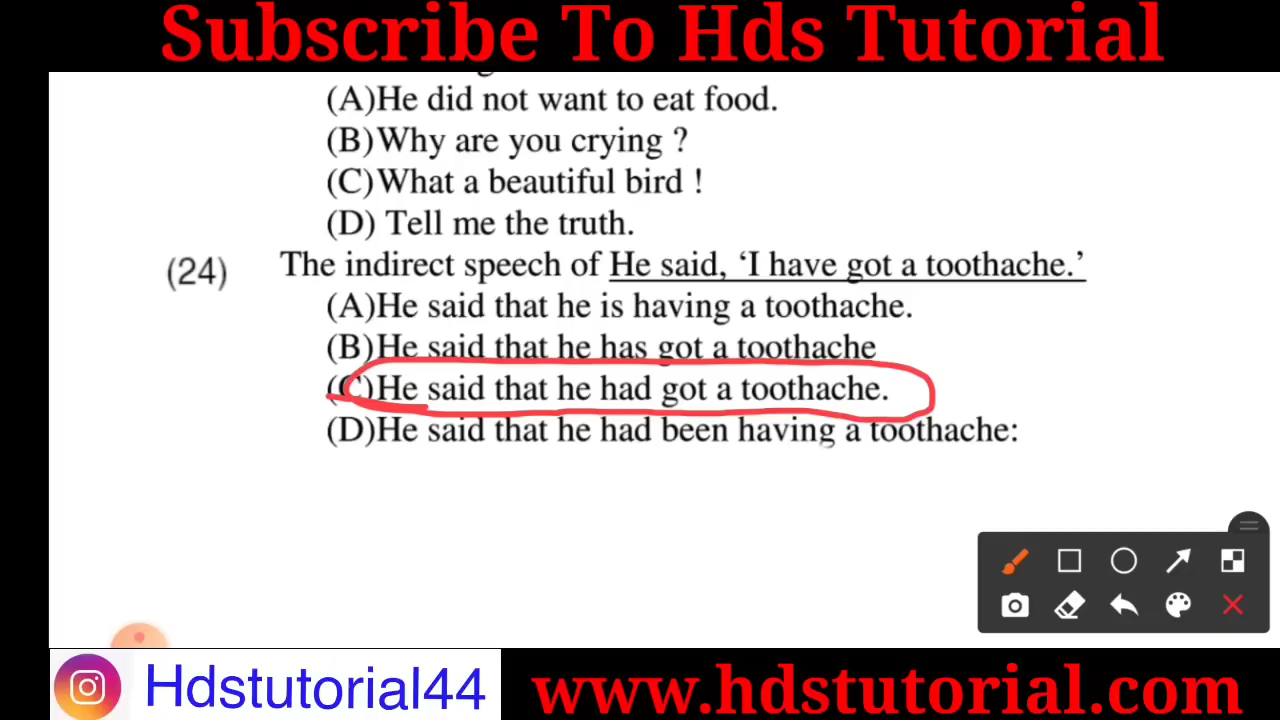 Subscribe To Hds Tutorial
(A)He did not want to eat food.
(B)Why are you crying ?
(C)What a beautiful bird !
(D) Tell me the truth.
(24) The indirect speech of He said, ‘I have got a toothache.’
(A)He said that he is having a toothache.
(B)He said that he has got a toothache
(C)He said that he had got a toothache.
(D)He said that he had been having a toothache:
Hdstutorial44
www.hdstutorial.com